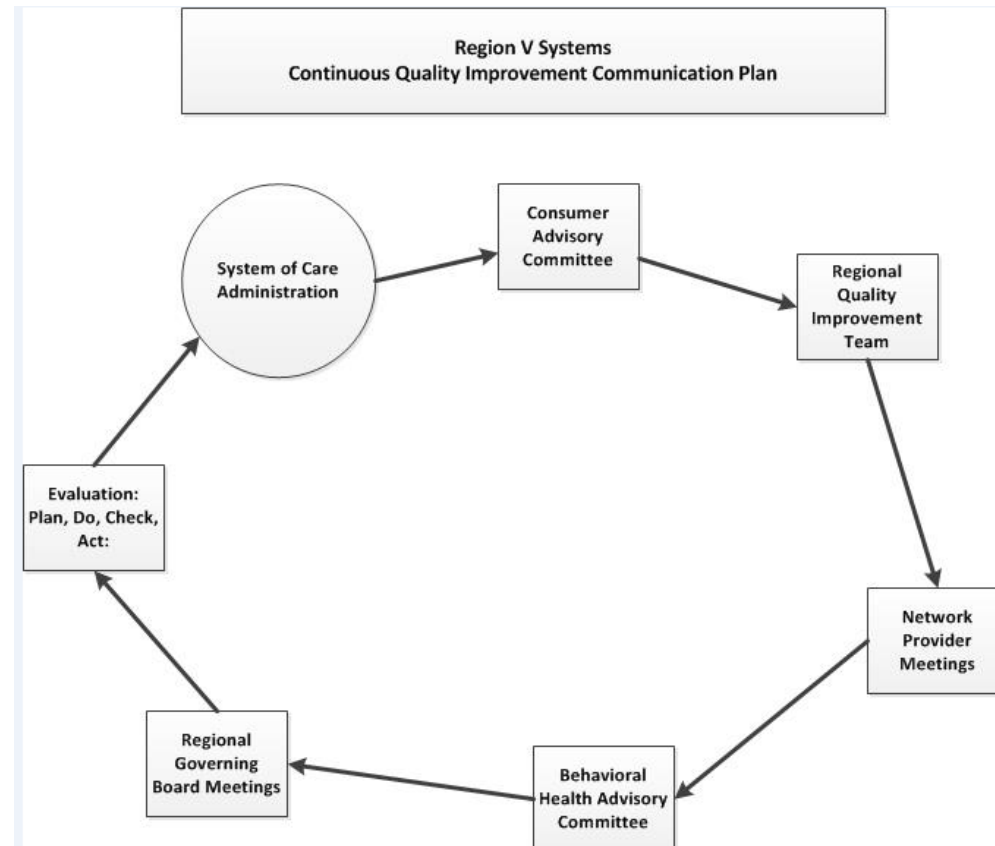 Region V Systems
Continuous Quality Improvement Communication Plan
System of Care
Administration
Consumer
Advisory
Committee
Regional
Quality
Improvement
Team
Network
Provider
Meetings
Behavioral
Health Advisory
Committee
Regional
Governing
Board Meetings
Evaluation:
Plan, Do, Check,
Act: